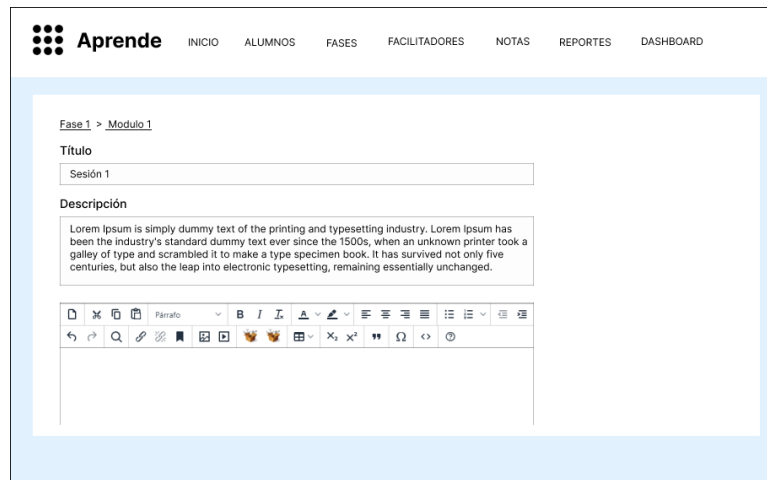 Aprende INICIO ALUMNOS FASES FACILITADORES NOTAS REPORTES DASHBOARD
Fase 1 > Modulo 1
Título
Sesión 1
Descripción
Lorem Ipsum is simply dummy text of the printing and typesetting industry. Lorem Ipsum has
been the industry's standard dummy text ever since the 1500s, when an unknown printer took a
galley of type and scrambled it to make a type specimen book. It has survived not only five
centuries, but also the leap into electronic typesetting, remaining essentially unchanged.
Párrafo